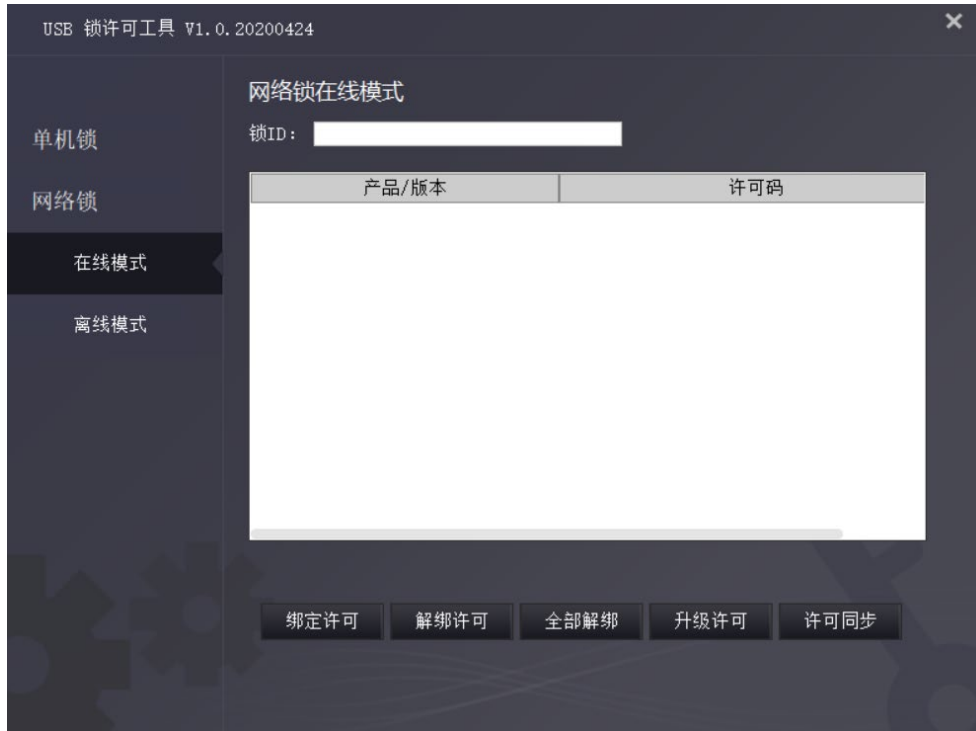 USB 锁许可工具 V1.0.20200424
单机锁
网络锁
在线模式
离线模式
网络锁在线模式
锁ID：
产品/版本 许可码
绑定许可 解绑许可 全部解绑 升级许可 许可同步